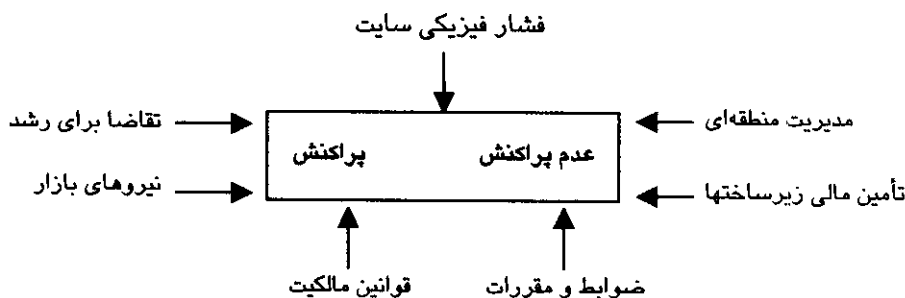 فشار فیزیکی سایت
مدیریت منطقه‌ای
تقاضا برای رشد
عدم پراکنش
پراکنش
تأمین مالی زیرساختها
نیروهای بازار
ضوابط و مقررات
قوانین مالکیت